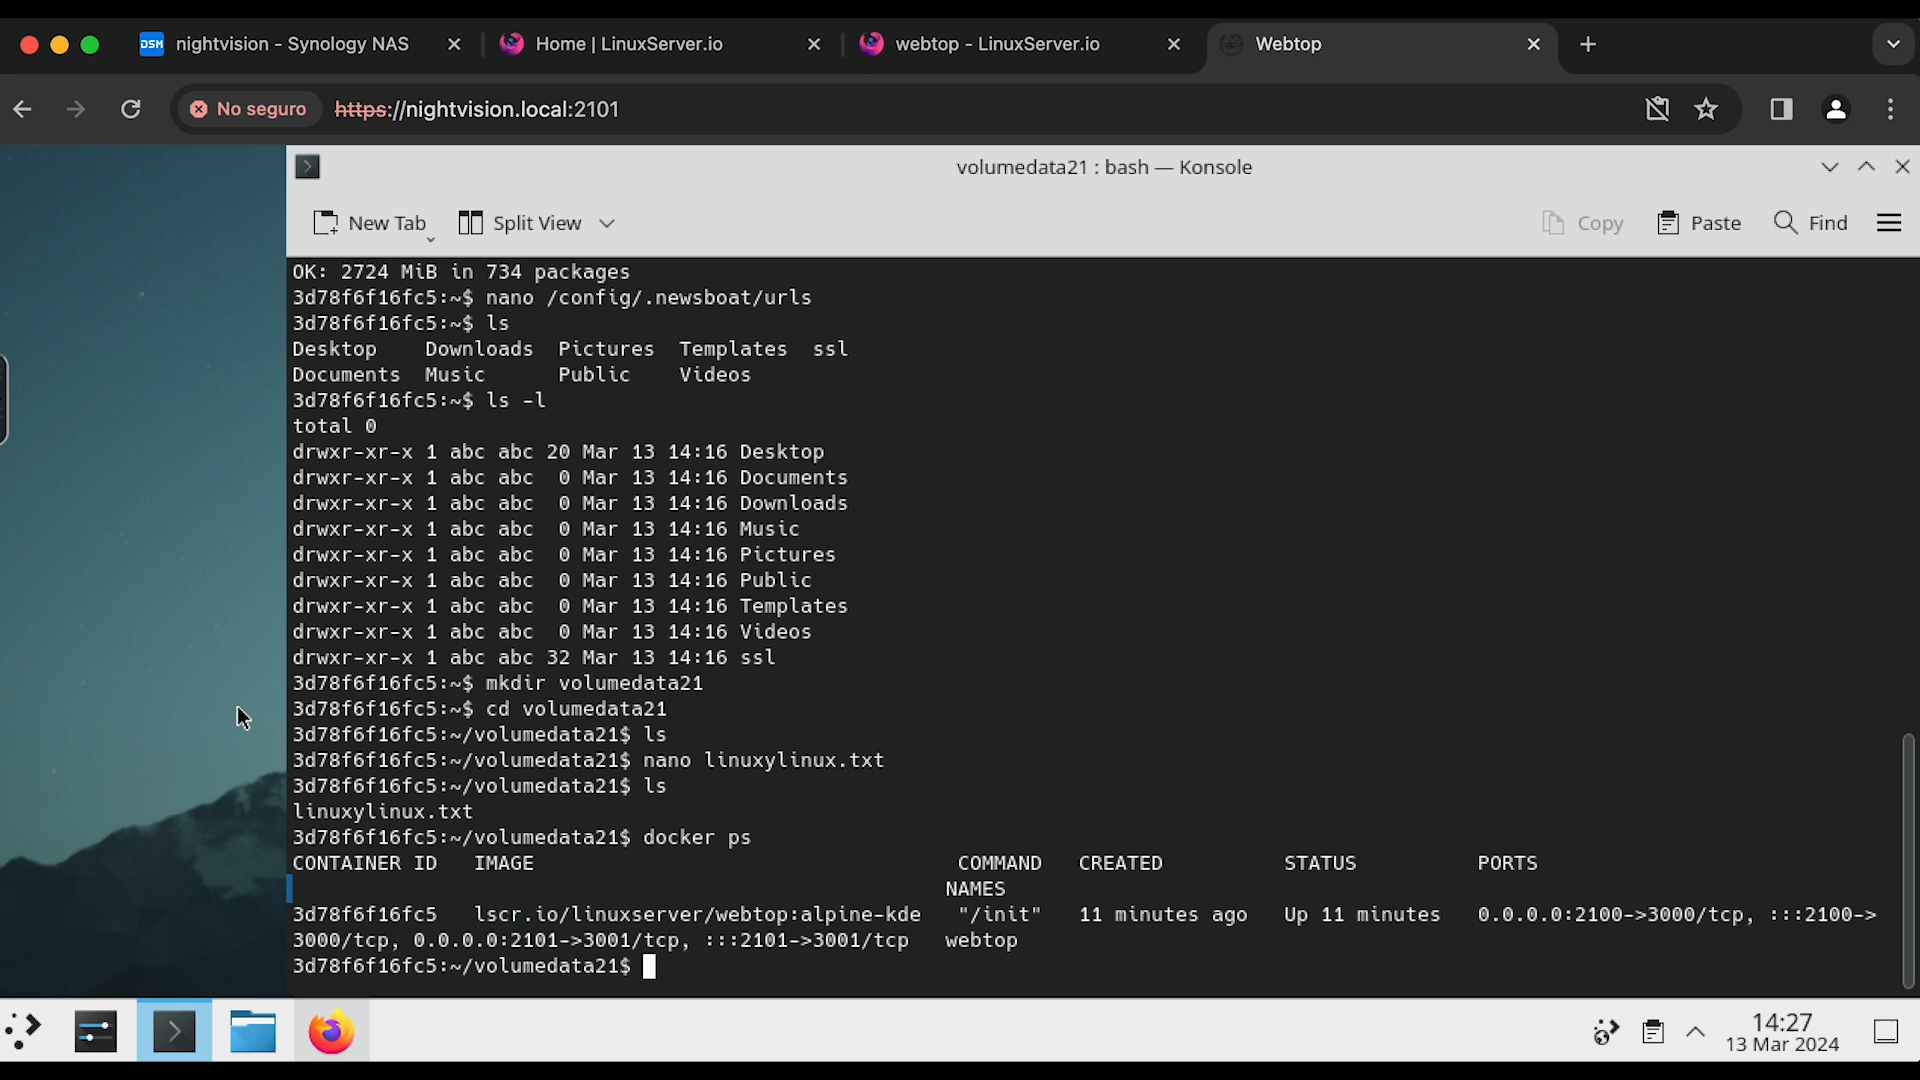 DSM nightvision - Synology NAS
Home | LinuxServer.io
webtop - LinuxServer.io
Webtop
No seguro
https://nightvision.local:2101
volumedata21 : bash — Konsole
New Tab
Split View
Copy
Paste
Find
OK: 2724 MiB in 734 packages
3d78f6f16fc5:~$ nano /config/.newsboat/urls
3d78f6f16fc5:~$ ls
Desktop    Downloads  Pictures  Templates  ssl
Documents  Music      Public    Videos
3d78f6f16fc5:~$ ls -l
total 0
drwxr-xr-x 1 abc abc 20 Mar 13 14:16 Desktop
drwxr-xr-x 1 abc abc  0 Mar 13 14:16 Documents
drwxr-xr-x 1 abc abc  0 Mar 13 14:16 Downloads
drwxr-xr-x 1 abc abc  0 Mar 13 14:16 Music
drwxr-xr-x 1 abc abc  0 Mar 13 14:16 Pictures
drwxr-xr-x 1 abc abc  0 Mar 13 14:16 Public
drwxr-xr-x 1 abc abc  0 Mar 13 14:16 Templates
drwxr-xr-x 1 abc abc  0 Mar 13 14:16 Videos
drwxr-xr-x 1 abc abc 32 Mar 13 14:16 ssl
3d78f6f16fc5:~$ mkdir volumedata21
3d78f6f16fc5:~$ cd volumedata21
3d78f6f16fc5:~/volumedata21$ ls
3d78f6f16fc5:~/volumedata21$ nano linuxylinux.txt
3d78f6f16fc5:~/volumedata21$ ls
linuxylinux.txt
3d78f6f16fc5:~/volumedata21$ docker ps
CONTAINER ID   IMAGE                                   COMMAND   CREATED          STATUS          PORTS
NAMES
3d78f6f16fc5   lscr.io/linuxserver/webtop:alpine-kde   "/init"   11 minutes ago   Up 11 minutes   0.0.0.0:2100->3000/tcp, :::2100->
3000/tcp, 0.0.0.0:2101->3001/tcp, :::2101->3001/tcp   webtop
3d78f6f16fc5:~/volumedata21$
14:27
13 Mar 2024